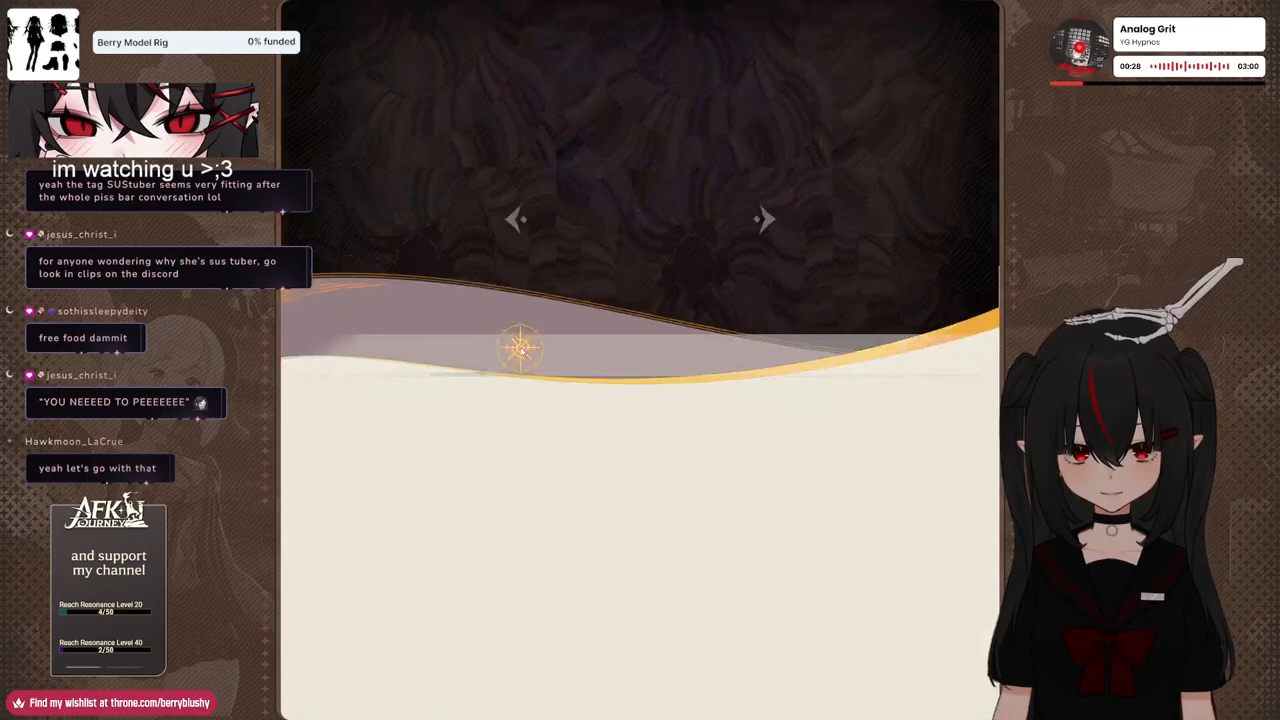 Berry Model Rig
0% funded
im watching u >;3
yeah the tag SUStuber seems very fitting after
the whole piss bar conversation lol
jesus_christ_i
for anyone wondering why she's sus tuber, go
look in clips on the discord
sothissleepydeity
free food dammit
jesus_christ_i
"YOU NEEEED TO PEEEEEE"
Hawkmoon_LaCrue
yeah let's go with that
AFK
JOURNEY
and support
my channel
Reach Resonance Level 20
4/50
Reach Resonance Level 40
2/50
Find my wishlist at throne.com/berryblushy
Analog Grit
YG Hypnos
00:28
03:00